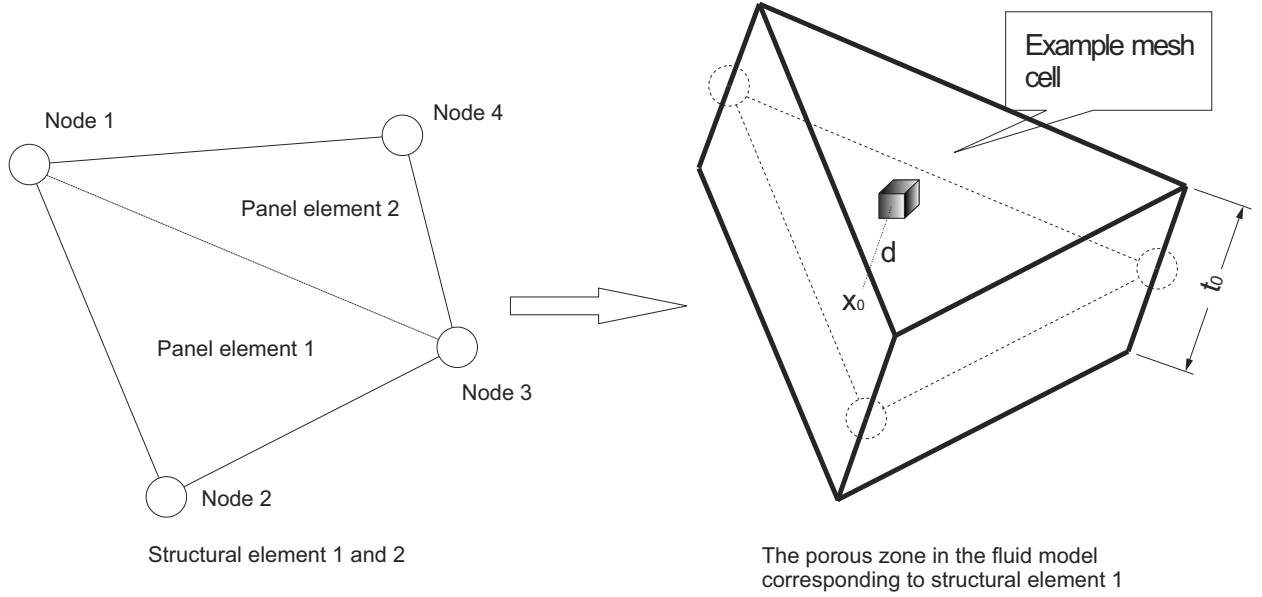 Node 1
Node 4
Panel element 2
Panel element 1
Node 3
Node 2
Structural element 1 and 2
Example mesh
cell
d
x₀
t₀
The porous zone in the fluid model
corresponding to structural element 1